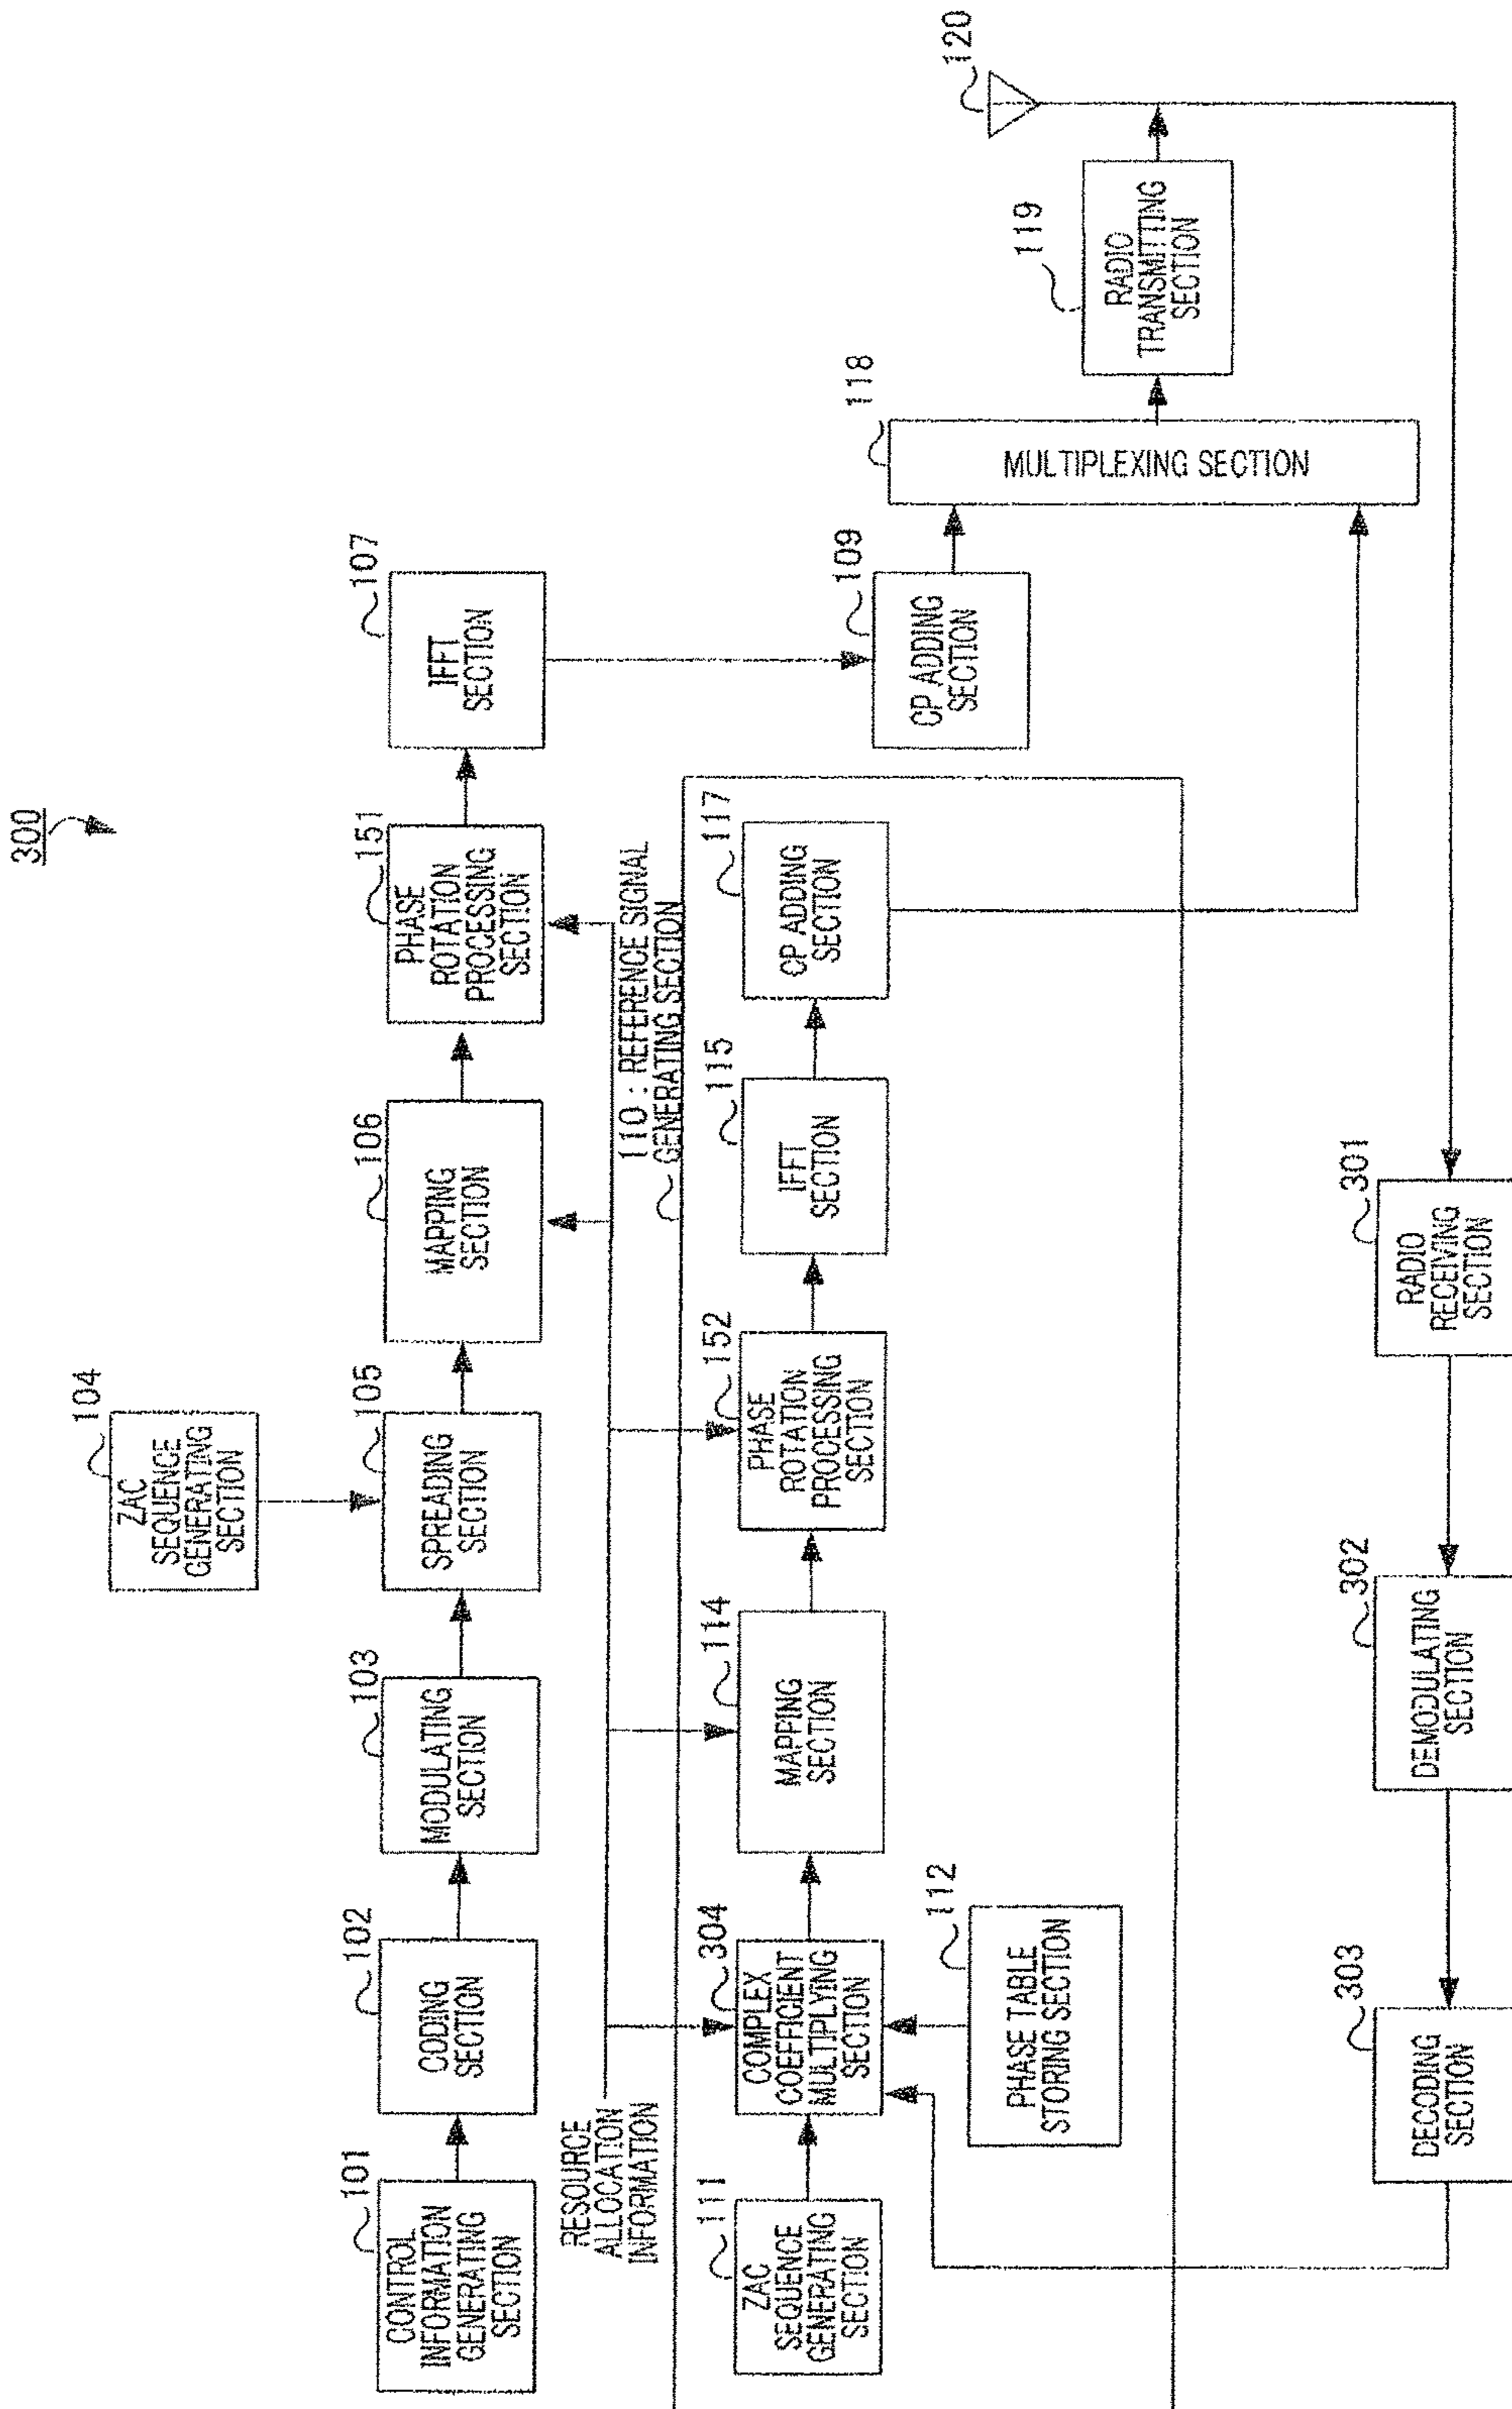 300
104
ZAC
SEQUENCE
GENERATING
SECTION
101
CONTROL
INFORMATION
GENERATING
SECTION
102
CODING
SECTION
103
MODULATING
SECTION
105
SPREADING
SECTION
106
MAPPING
SECTION
151
PHASE
ROTATION
PROCESSING
SECTION
107
IFFT
SECTION
RESOURCE
ALLOCATION
INFORMATION
110 : REFERENCE SIGNAL
GENERATING SECTION
111
ZAC
SEQUENCE
GENERATING
SECTION
304
COMPLEX
COEFFICIENT
MULTIPLYING
SECTION
114
MAPPING
SECTION
152
PHASE
ROTATION
PROCESSING
SECTION
115
IFFT
SECTION
117
CP ADDING
SECTION
109
CP ADDING
SECTION
112
PHASE TABLE
STORING SECTION
118
MULTIPLEXING SECTION
119
RADIO
TRANSMITTING
SECTION
120
303
DECODING
SECTION
302
DEMODULATING
SECTION
301
RADIO
RECEIVING
SECTION